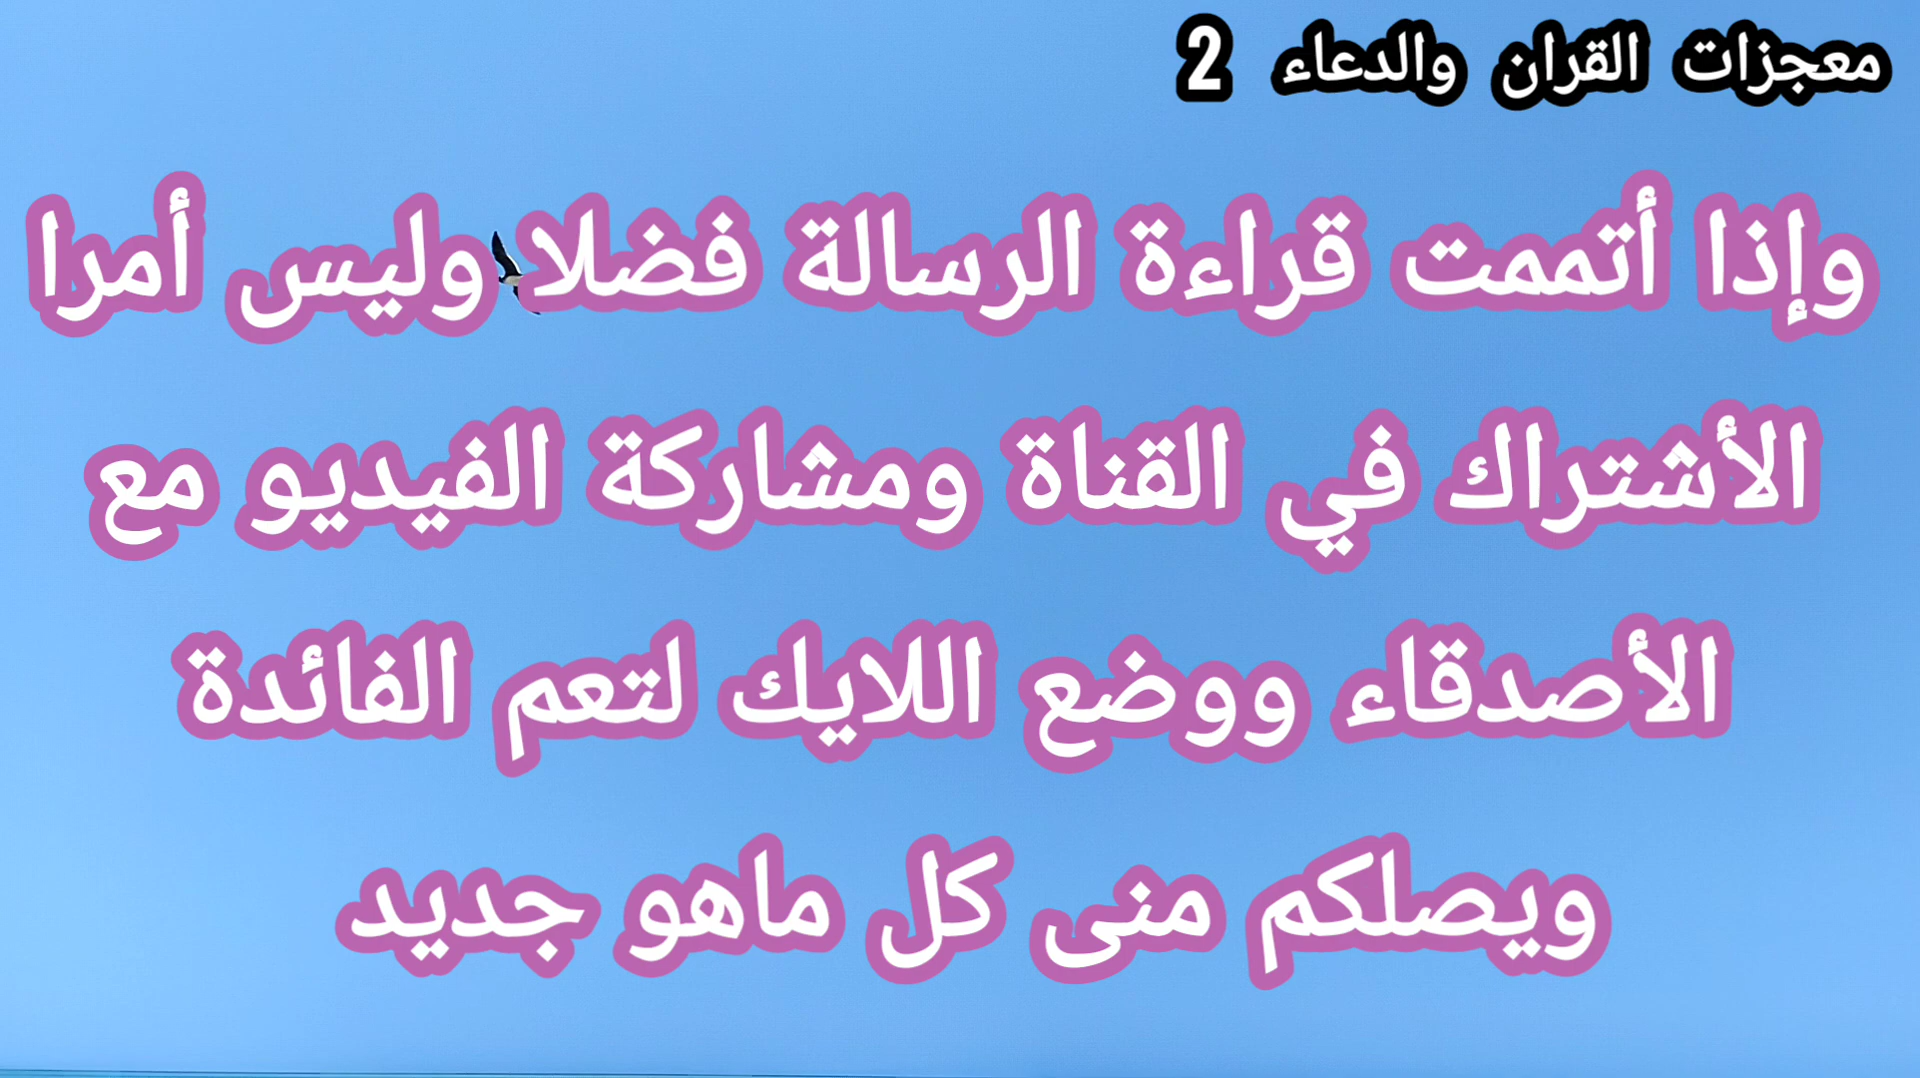 معجزات القران والدعاء 2
وإذا أتممت قراءة الرسالة فضلا وليس أمرا
الأشتراك في القناة ومشاركة الفيديو مع
الأصدقاء ووضع اللايك لتعم الفائدة
ويصلكم منى كل ماهو جديد